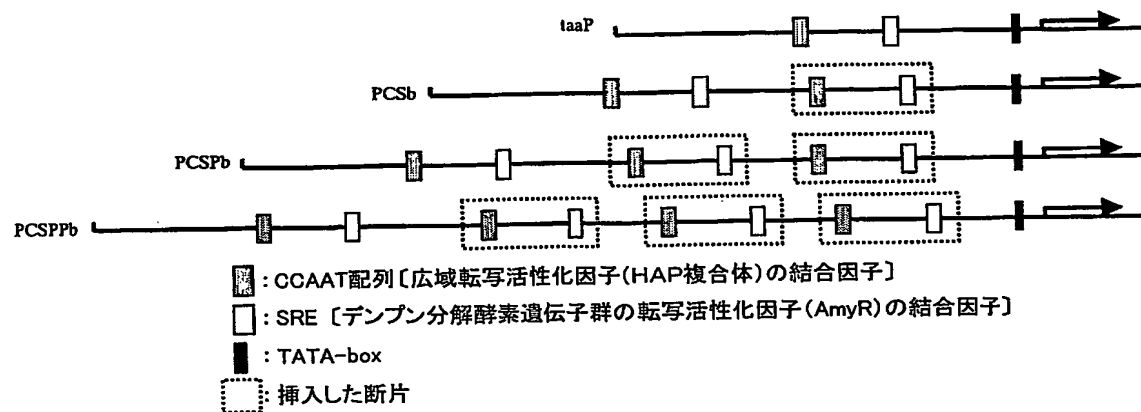 taaP
PCSb
PCSPb
PCSPPb
: CCAAT配列〔広域転写活性化因子(HAP複合体)の結合因子〕
: SRE〔デンプン分解酵素遺伝子群の転写活性化因子(AmyR)の結合因子〕
: TATA-box
: 挿入した断片